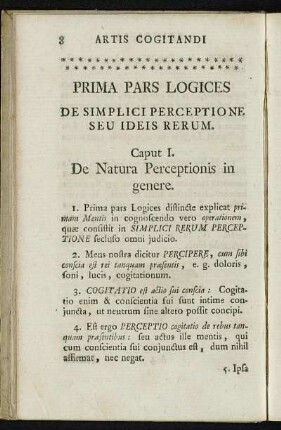 8 ARTIS COGITANDI
PRIMA PARS LOGICES
DE SIMPLICI PERCEPTIONE
SEU IDEIS RERUM.
Caput I.
De Natura Perceptionis in
genere.
1. Prima pars Logices distincte explicat pri-
mam Mentis in cognoscendo vero operationem,
quæ consistit in SIMPLICI RERUM PERCEP-
TIONE secluso omni judicio.
2. Mens nostra dicitur PERCIPERE, cum sibi
conscia est rei tanquam præsentis, e. g. doloris,
soni, lucis, cogitationum.
3. COGITATIO est actio sui conscia: Cogita-
tio enim & conscientia sui sunt intime con-
juncta, ut neutrum sine altero possit concipi.
4. Est ergo PERCEPTIO cogitatio de rebus tan-
quam præsentibus: seu actus ille mentis, qui
cum conscientia sui conjunctus est, dum nihil
affirmat, nec negat.
5. Ipsa